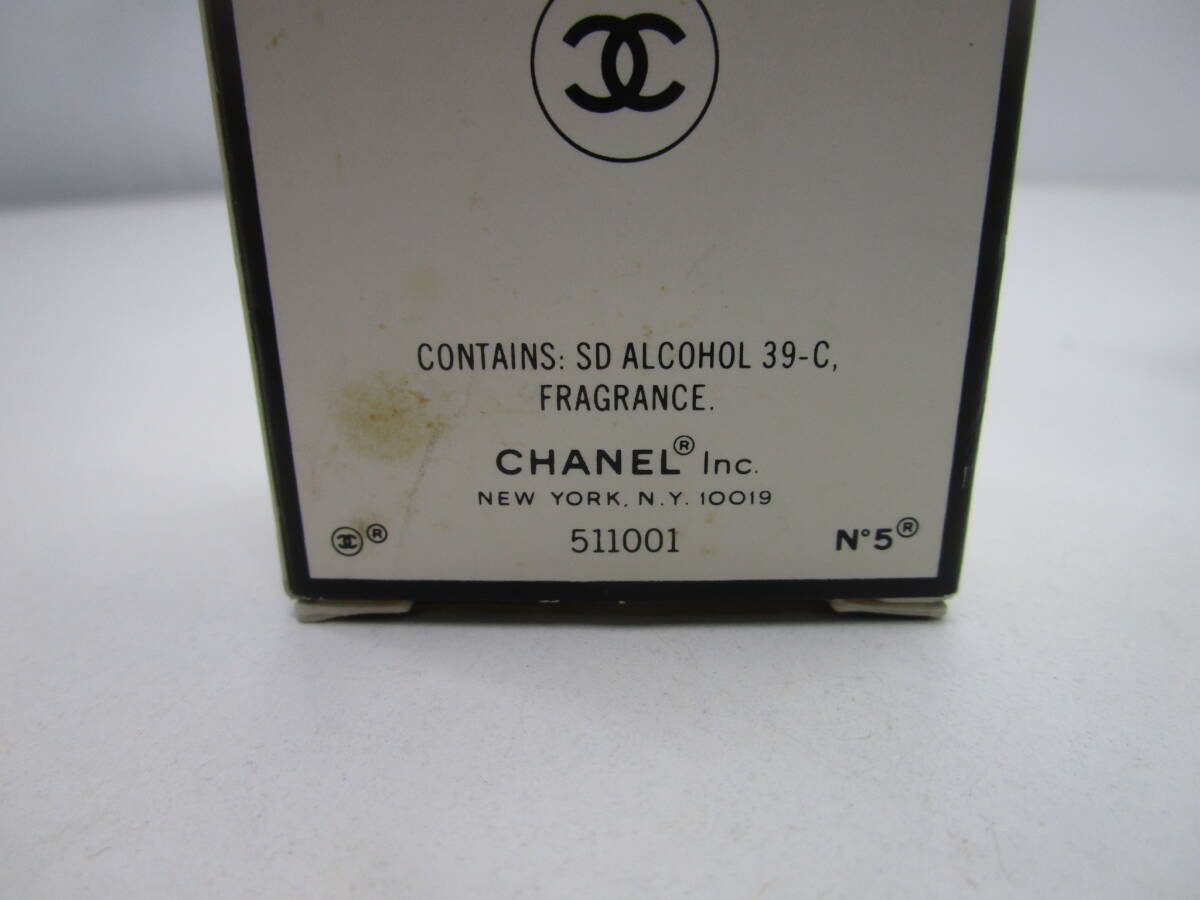 CONTAINS: SD ALCOHOL 39-C,
FRAGRANCE.
CHANEL® Inc.
NEW YORK, N.Y. 10019
®
511001
N°5®